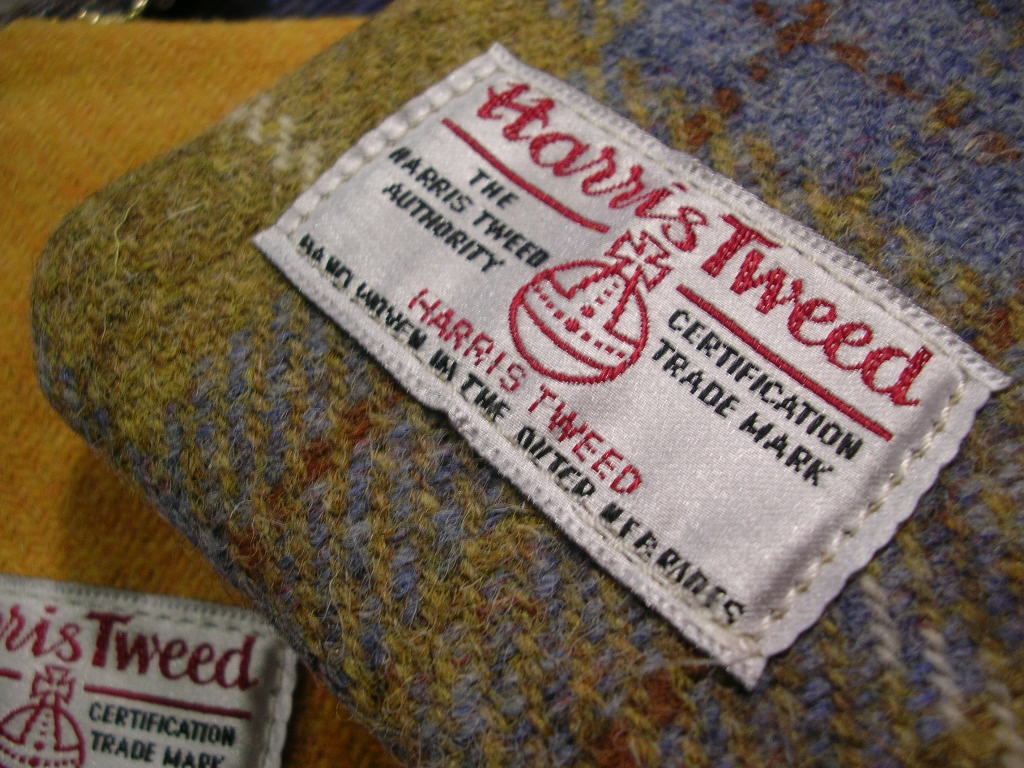 Harris Tweed
THE
HARRIS TWEED
AUTHORITY
CERTIFICATION
TRADE MARK
HARRIS TWEED
HAND WOVEN IN THE OUTER HEBRIDES
ris Tweed
CERTIFICATION
TRADE MARK